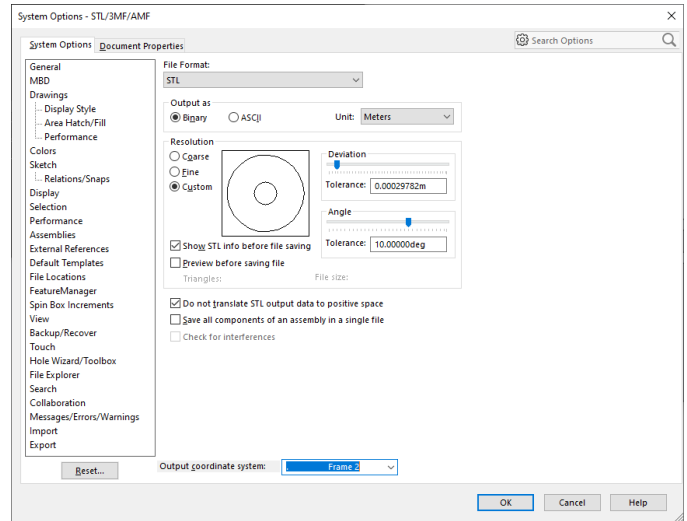 System Options - STL/3MF/AMF
System Options
Document Properties
Search Options
General
MBD
Drawings
Display Style
Area Hatch/Fill
Performance
Colors
Sketch
Relations/Snaps
Display
Selection
Performance
Assemblies
External References
Default Templates
File Locations
FeatureManager
Spin Box Increments
View
Backup/Recover
Touch
Hole Wizard/Toolbox
File Explorer
Search
Collaboration
Messages/Errors/Warnings
Import
Export
Reset...
File Format:
STL
Output as
Binary ASCII Unit: Meters
Resolution
Coarse
Fine
Custom
Deviation
Tolerance: 0.00029782m
Angle
Tolerance: 10.00000deg
Show STL info before file saving
Preview before saving file
Triangles: File size:
Do not translate STL output data to positive space
Save all components of an assembly in a single file
Check for interferences
Output coordinate system: Frame 2
OK Cancel Help